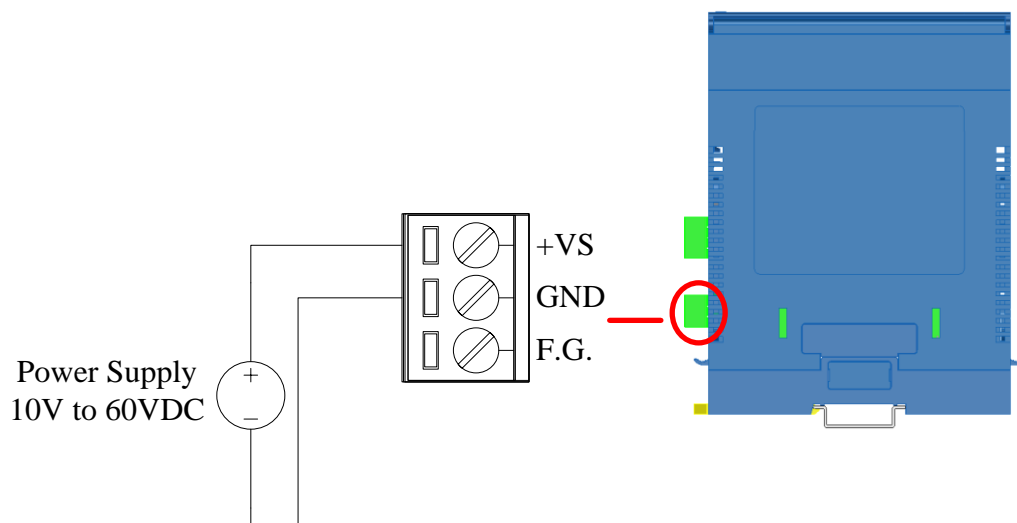 +VS
GND
F.G.
Power Supply
10V to 60VDC
+
−